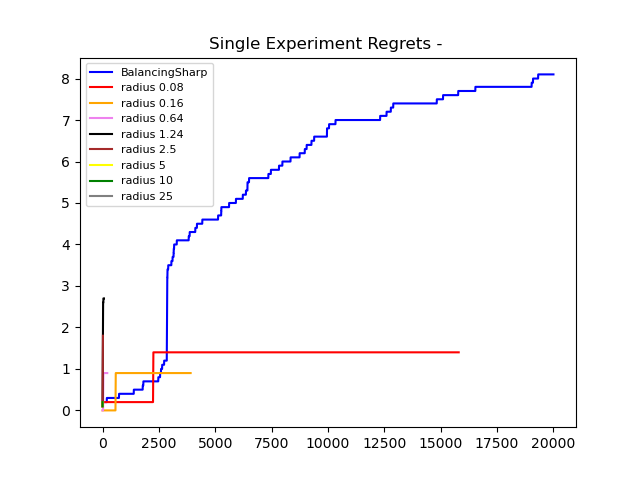 Single Experiment Regrets -
BalancingSharp
radius 0.08
radius 0.16
radius 0.64
radius 1.24
radius 2.5
radius 5
radius 10
radius 25
8
7
6
5
4
3
2
1
0
0 2500 5000 7500 10000 12500 15000 17500 20000